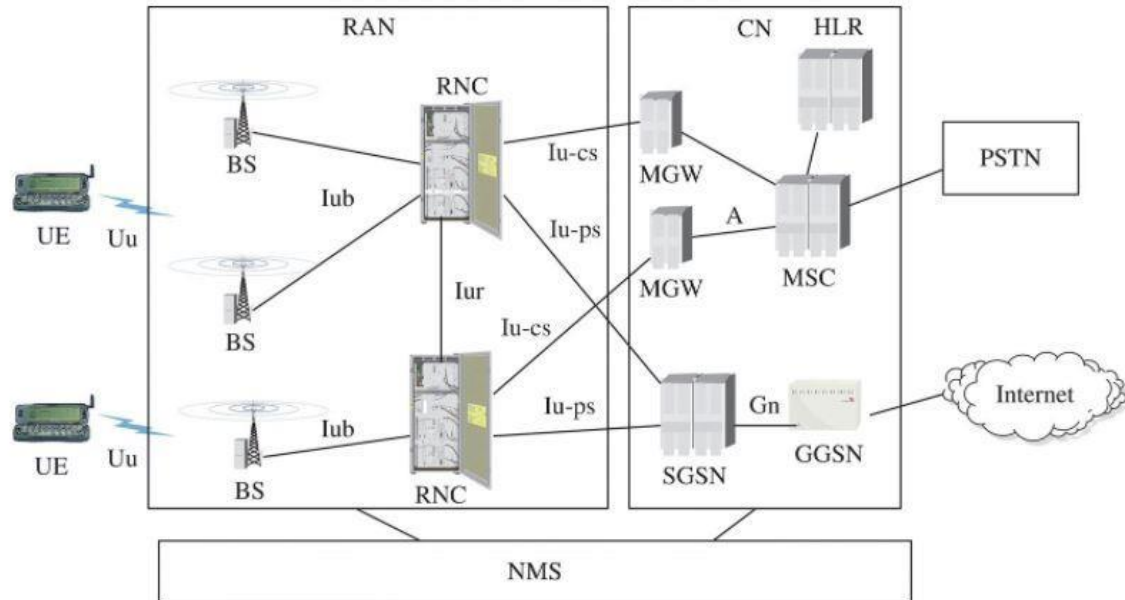 RAN
CN
HLR
RNC
BS
Iu-cs
MGW
PSTN
UE
Uu
Iub
Iu-ps
A
MGW
MSC
BS
Iur
Iu-cs
Internet
UE
Uu
BS
Iub
RNC
Iu-ps
SGSN
Gn
GGSN
NMS